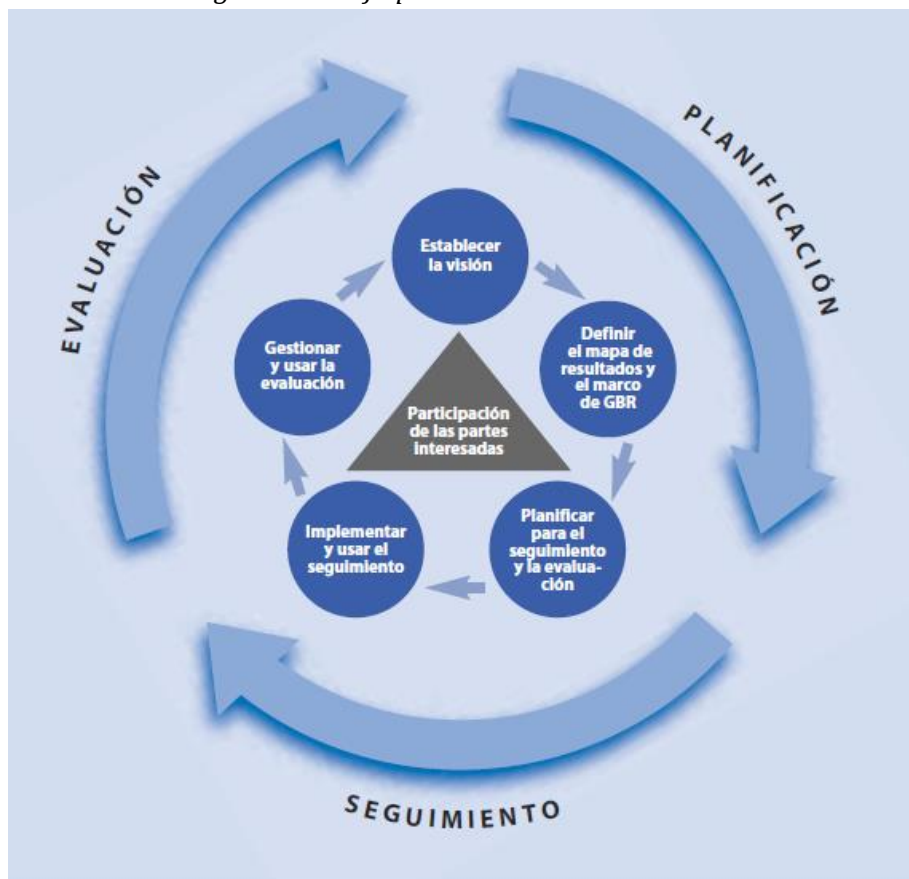 PLANIFICACIÓN
EVALUACIÓN
Establecer
la visión
Definir
el mapa de
resultados y
el marco
de GBR
Gestionar
y usar la
evaluación
Participación
de las partes
interesadas
Planificar
para el
seguimiento
y la evalua-
ción
Implementar
y usar el
seguimiento
SEGUIMIENTO